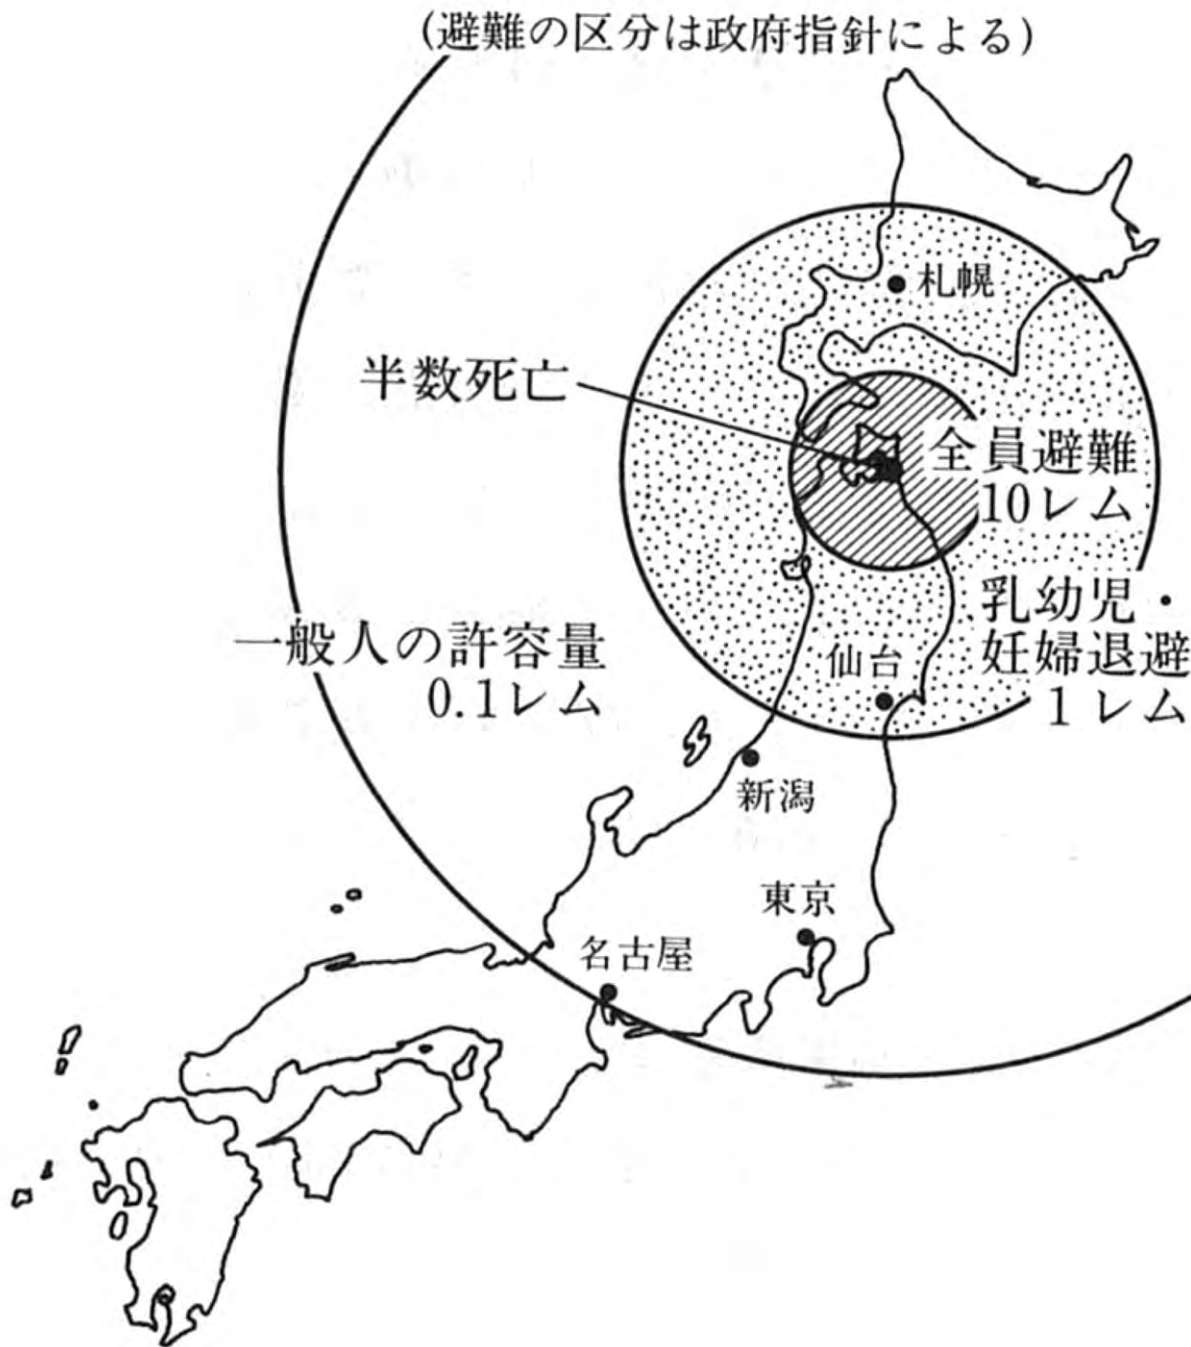 (避難の区分は政府指針による)
札幌
半数死亡
全員避難
10レム
乳幼児・
妊婦退避
1レム
一般人の許容量
0.1レム
仙台
新潟
東京
名古屋